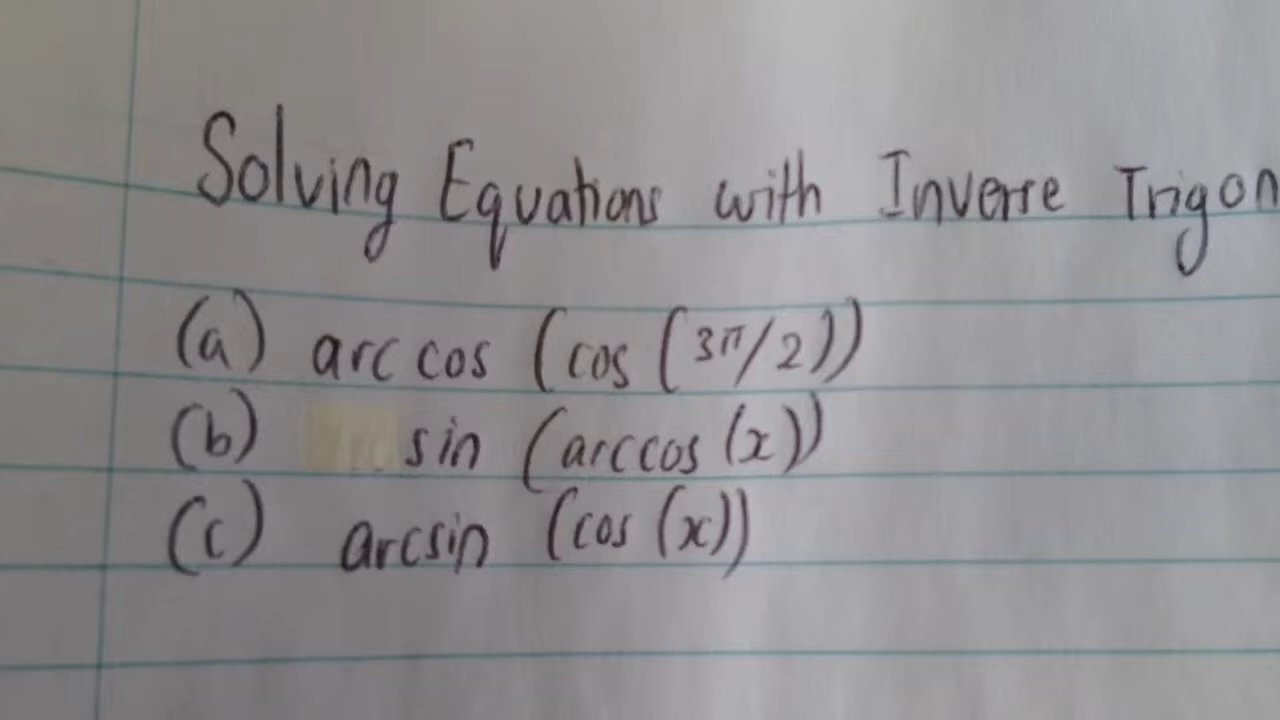 Solving Equations with Inverse Trigon
(a) arccos (cos (3π/2))
(b) sin (arccos (x))
(c) arcsin (cos (x))